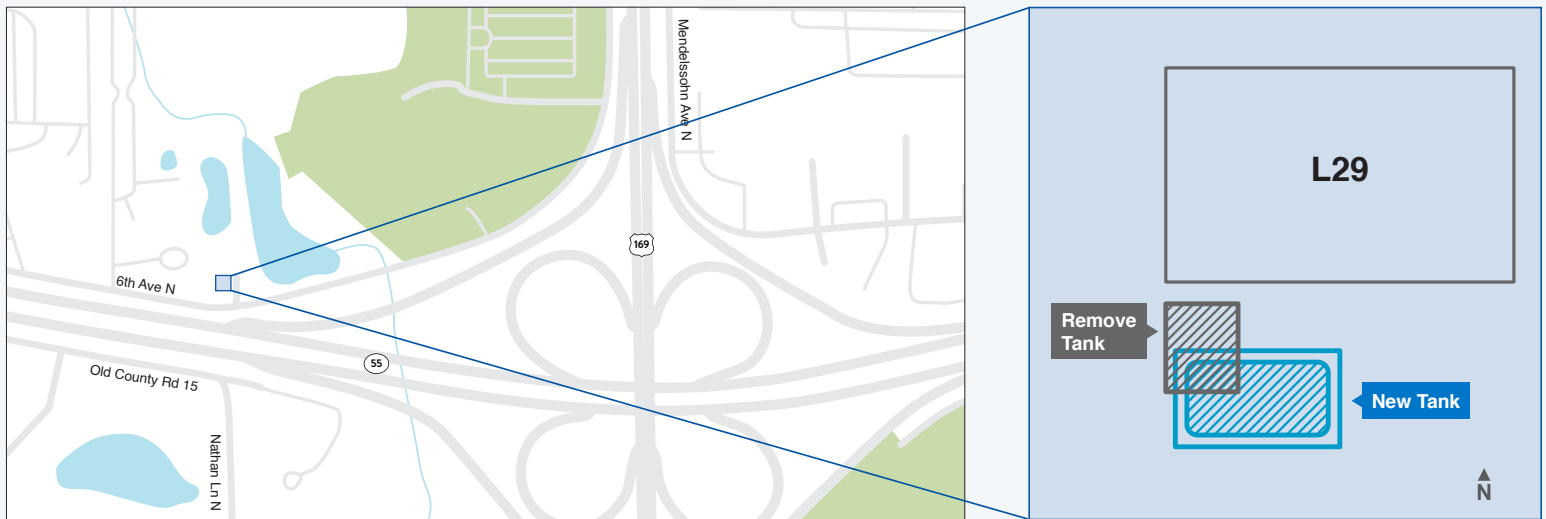 Mendelssohn Ave N
169
6th Ave N
55
Old County Rd 15
Nathan Ln N
L29
Remove
Tank
New Tank
N